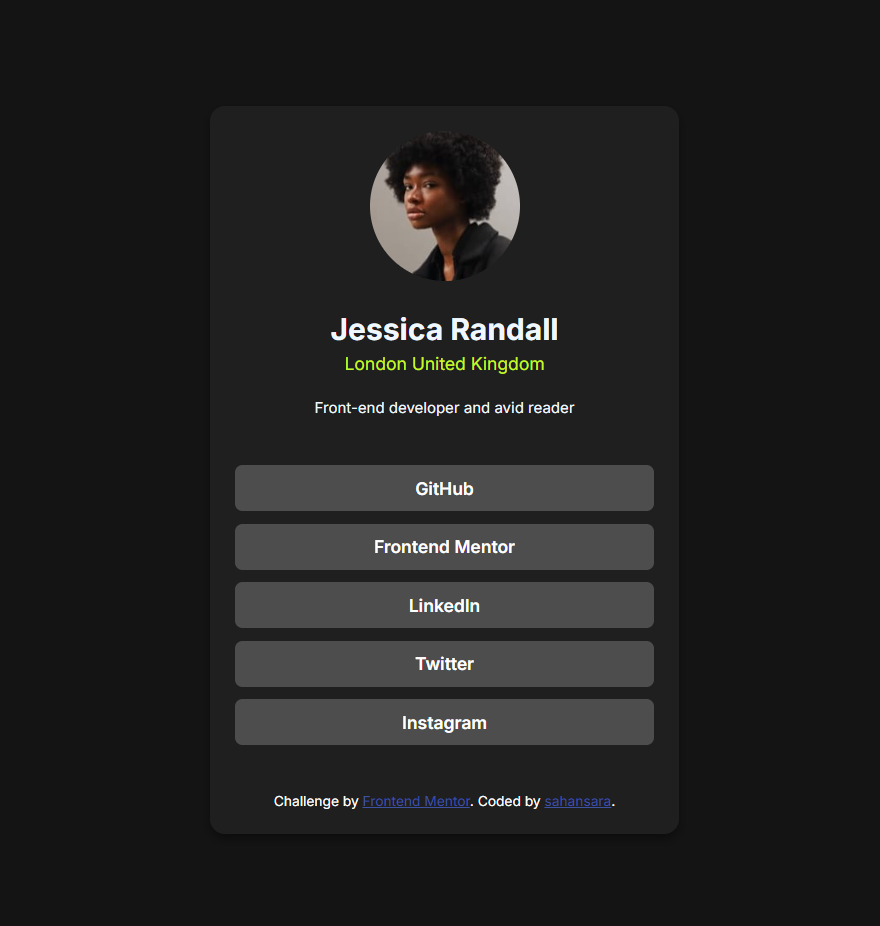 Jessica Randall
London United Kingdom
Front-end developer and avid reader
GitHub
Frontend Mentor
LinkedIn
Twitter
Instagram
Challenge by Frontend Mentor. Coded by sahansara.